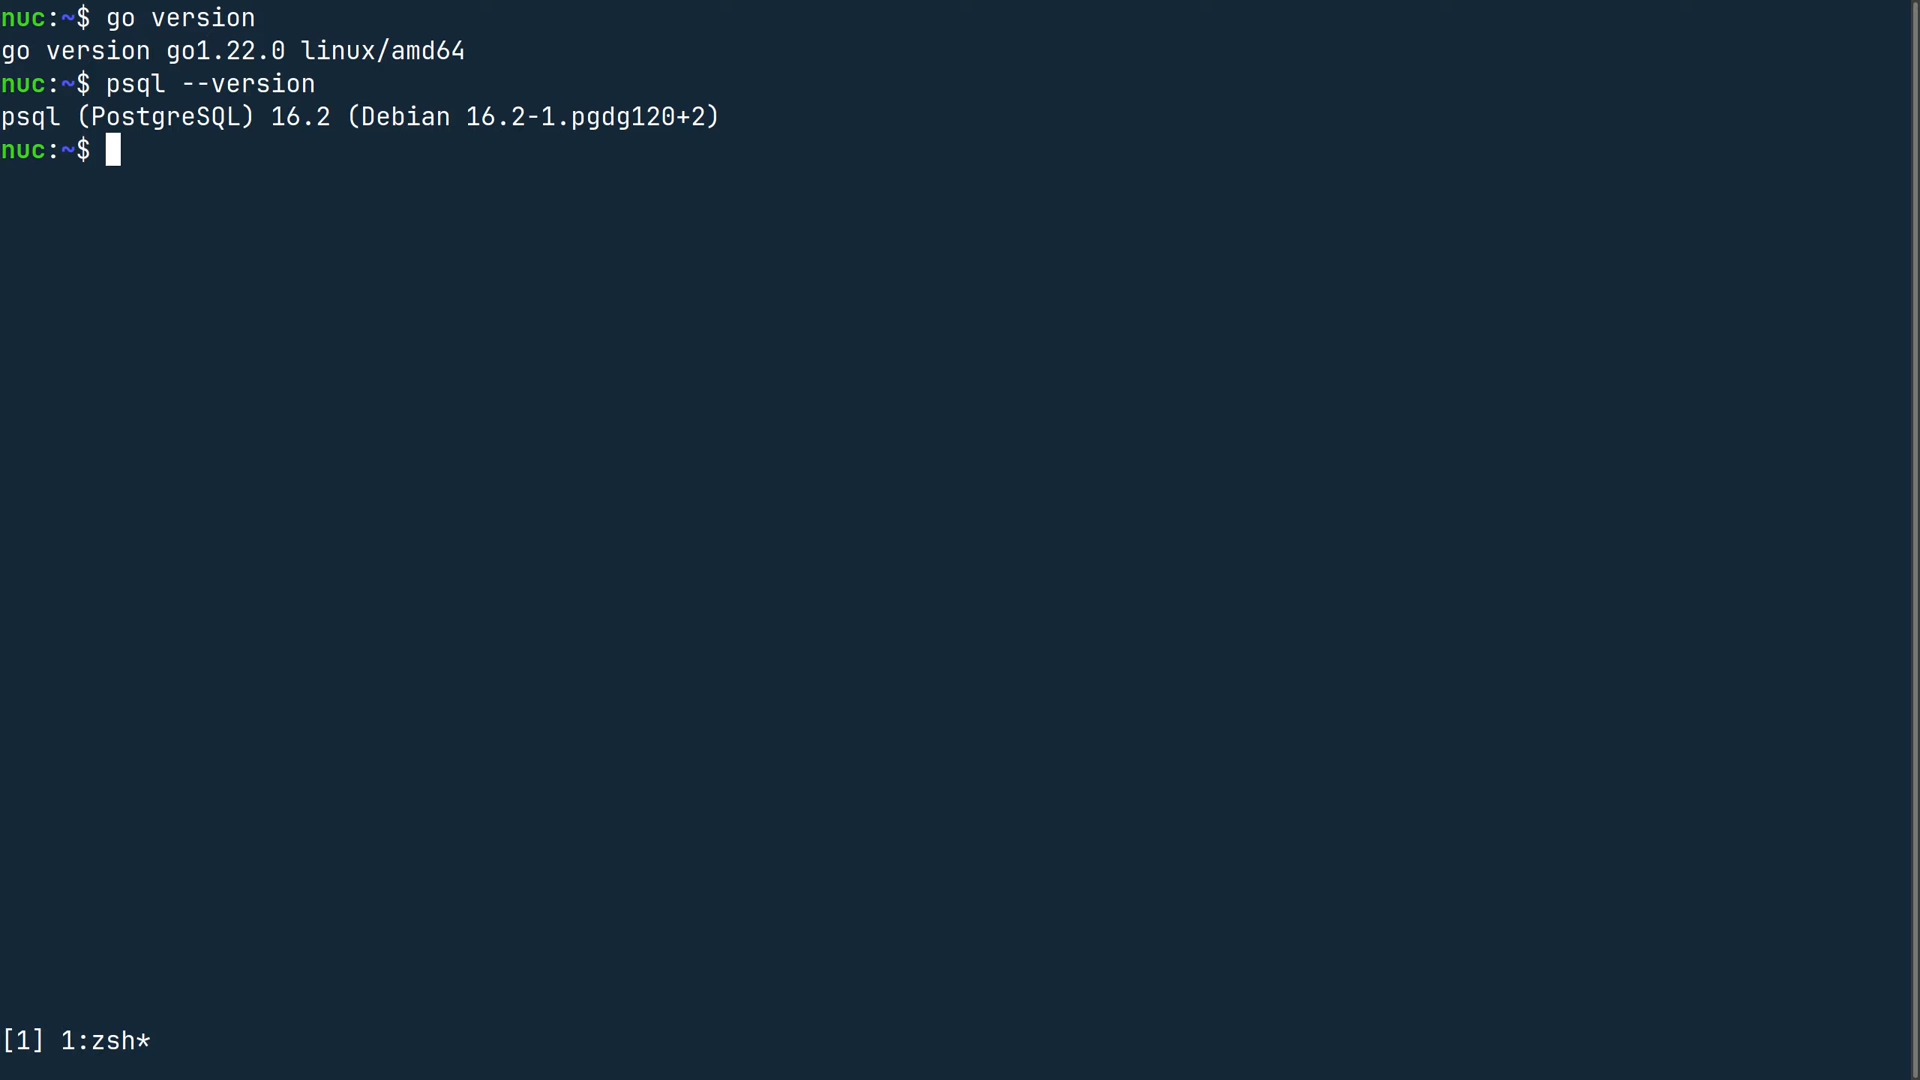 nuc:~$ go version
go version go1.22.0 linux/amd64
nuc:~$ psql --version
psql (PostgreSQL) 16.2 (Debian 16.2-1.pgdg120+2)
nuc:~$
[1] 1:zsh*